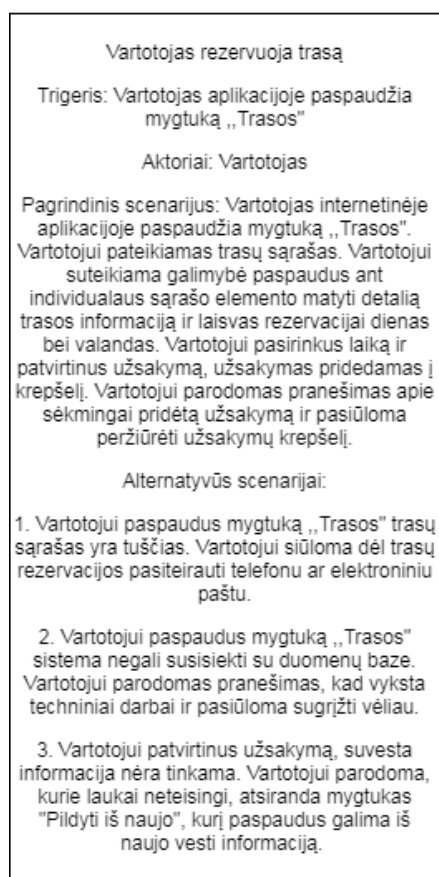 Vartotojas rezervuoja trasą
Trigeris: Vartotojas aplikacijoje paspaudžia
mygtuką ,,Trasos"
Aktoriai: Vartotojas
Pagrindinis scenarijus: Vartotojas internetinėje
aplikacijoje paspaudžia mygtuką ,,Trasos".
Vartotojui pateikiamas trasų sąrašas. Vartotojui
suteikiama galimybė paspaudus ant
individualaus sąrašo elemento matyti detalią
trasos informaciją ir laisvas rezervacijai dienas
bei valandas. Vartotojui pasirinkus laiką ir
patvirtinus užsakymą, užsakymas pridedamas į
krepšelį. Vartotojui parodomas pranešimas apie
sėkmingai pridėtą užsakymą ir pasiūloma
peržiūrėti užsakymų krepšelį.
Alternatyvūs scenarijai:
1. Vartotojui paspaudus mygtuką ,,Trasos" trasų
sąrašas yra tuščias. Vartotojui siūloma dėl trasų
rezervacijos pasiteirauti telefonu ar elektroniniu
paštu.
2. Vartotojui paspaudus mygtuką ,,Trasos"
sistema negali susisiekti su duomenų baze.
Vartotojui parodomas pranešimas, kad vyksta
techniniai darbai ir pasiūloma sugrįžti vėliau.
3. Vartotojui patvirtinus užsakymą, suvesta
informacija nėra tinkama. Vartotojui parodoma,
kurie laukai neteisingi, atsiranda mygtukas
"Pildyti iš naujo", kurį paspaudus galima iš
naujo vesti informaciją.